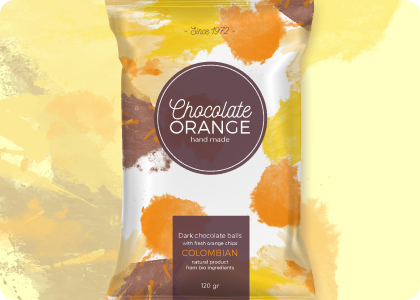 - Since 1972 -
Chocolate
ORANGE
hand made
Dark chocolate balls
with fresh orange chips
COLOMBIAN
natural product
from bio ingredients
120 gr